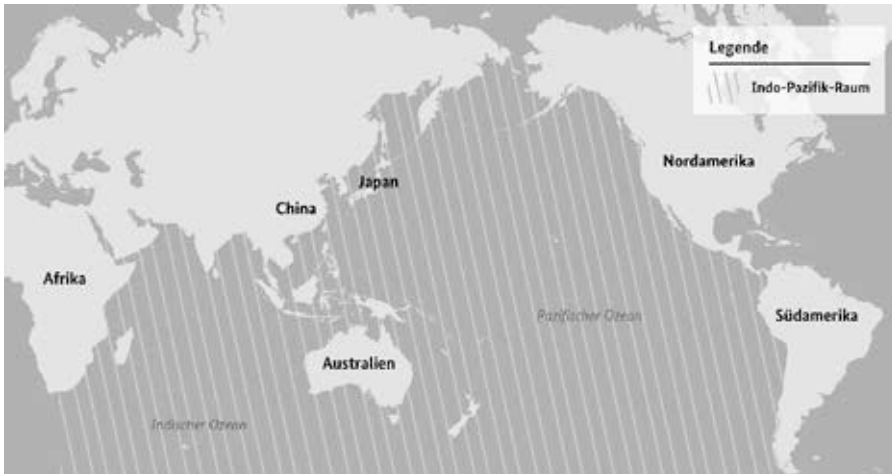 Legende
Indo-Pazifik-Raum
Nordamerika
Japan
China
Afrika
Pazifischer Ozean
Südamerika
Australien
Indischer Ozean